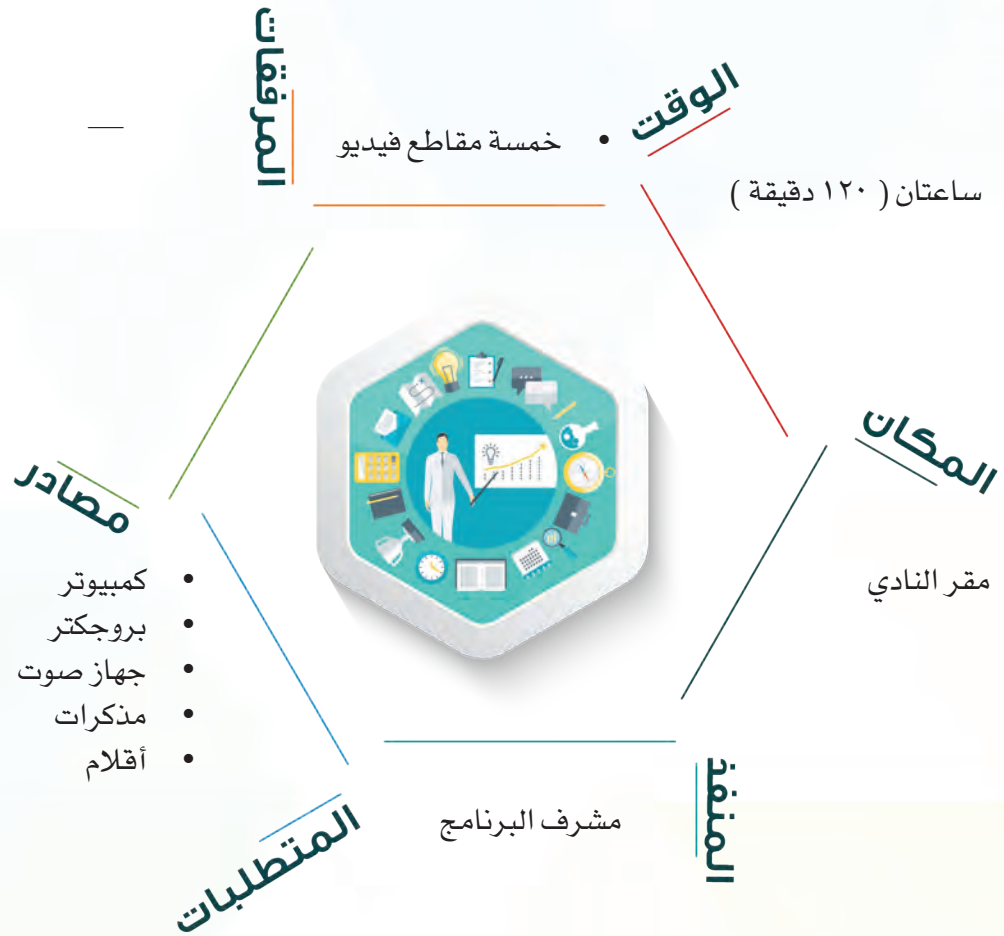 الوقت
ساعتان ( ١٢٠ دقيقة )
المكان
مقر النادي
المنفذ
مشرف البرنامج
المتطلبات
• كمبيوتر
• بروجكتر
• جهاز صوت
• مذكرات
• أقلام
مصادر
—
المرفقات
• خمسة مقاطع فيديو